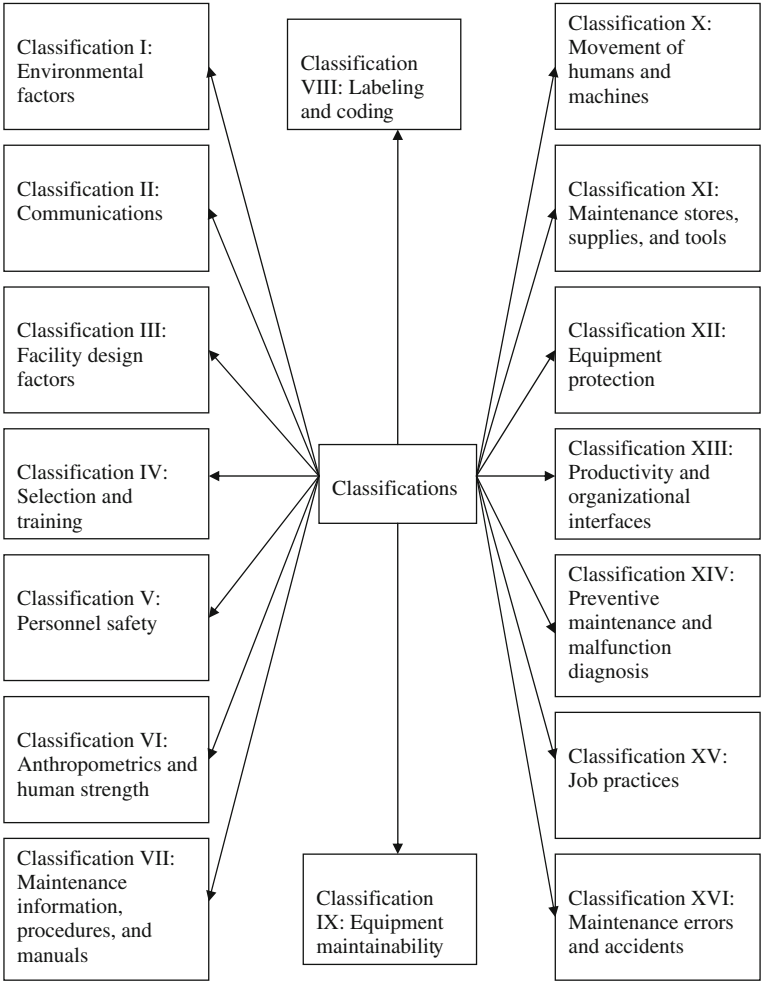 Classification I:
Environmental
factors
Classification II:
Communications
Classification III:
Facility design
factors
Classification IV:
Selection and
training
Classification V:
Personnel safety
Classification VI:
Anthropometrics and
human strength
Classification VII:
Maintenance
information,
procedures, and
manuals
Classification
VIII: Labeling
and coding
Classifications
Classification
IX: Equipment
maintainability
Classification X:
Movement of
humans and
machines
Classification XI:
Maintenance stores,
supplies, and tools
Classification XII:
Equipment
protection
Classification XIII:
Productivity and
organizational
interfaces
Classification XIV:
Preventive
maintenance and
malfunction
diagnosis
Classification XV:
Job practices
Classification XVI:
Maintenance errors
and accidents